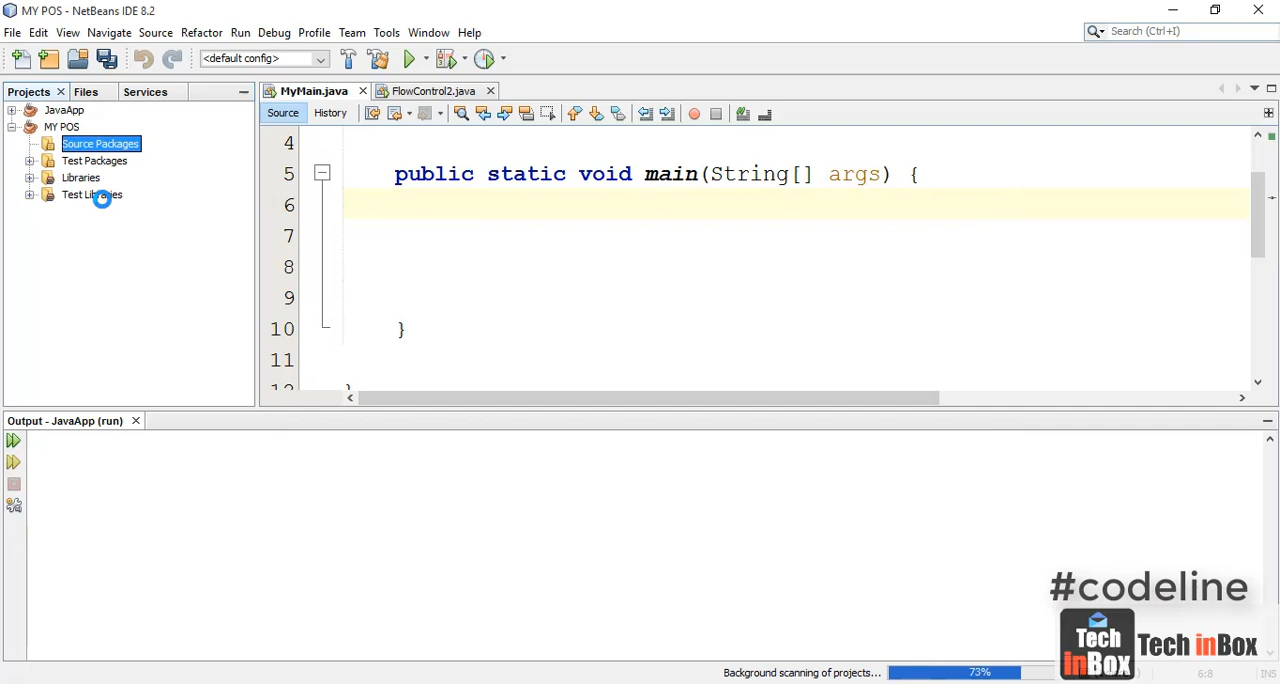 MY POS - NetBeans IDE 8.2
File Edit View Navigate Source Refactor Run Debug Profile Team Tools Window Help
Search (Ctrl+I)
<default config>
Projects Files Services
MyMain.java FlowControl2.java
Source History
JavaApp
MY POS
Source Packages
Test Packages
Libraries
Test Libraries
4
5 public static void main(String[] args) {
6
7
8
9
10 }
11
12 }
Output - JavaApp (run)
#codeline
Tech inBox
Tech inBox
Background scanning of projects... 73%
6:8 INS